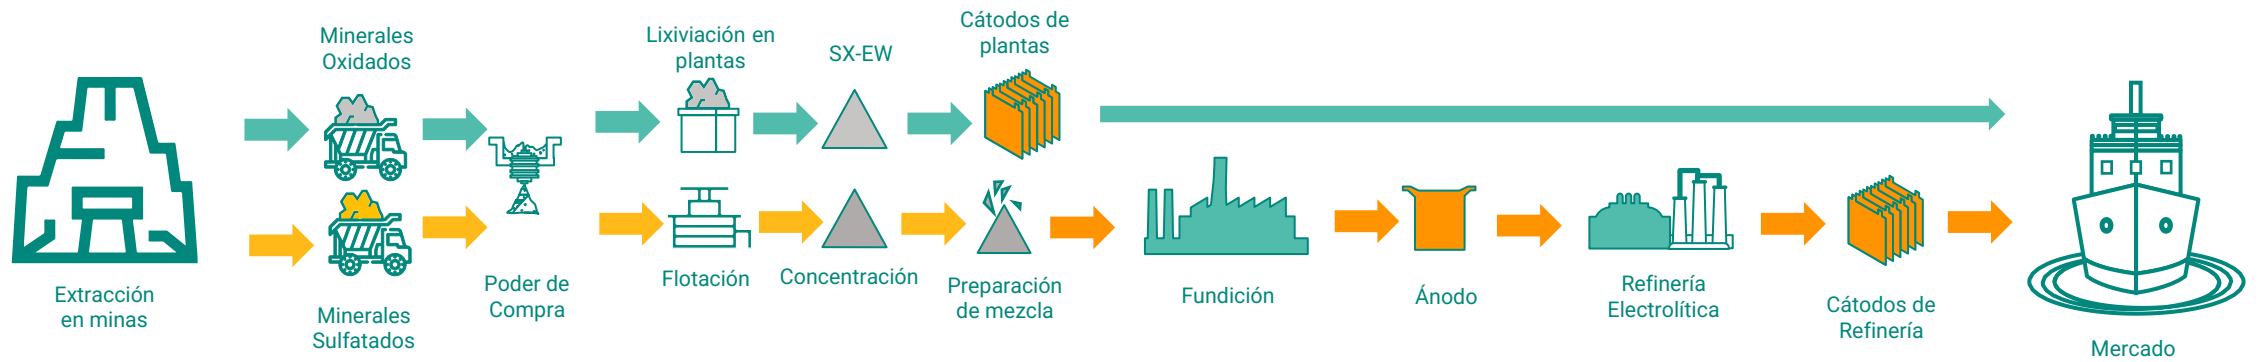 Extracción
en minas
Minerales
Oxidados
Minerales
Sulfatados
Poder de
Compra
Lixiviación en
plantas
SX-EW
Cátodos de
plantas
Flotación
Concentración
Preparación
de mezcla
Fundición
Ánodo
Refinería
Electrolítica
Cátodos de
Refinería
Mercado